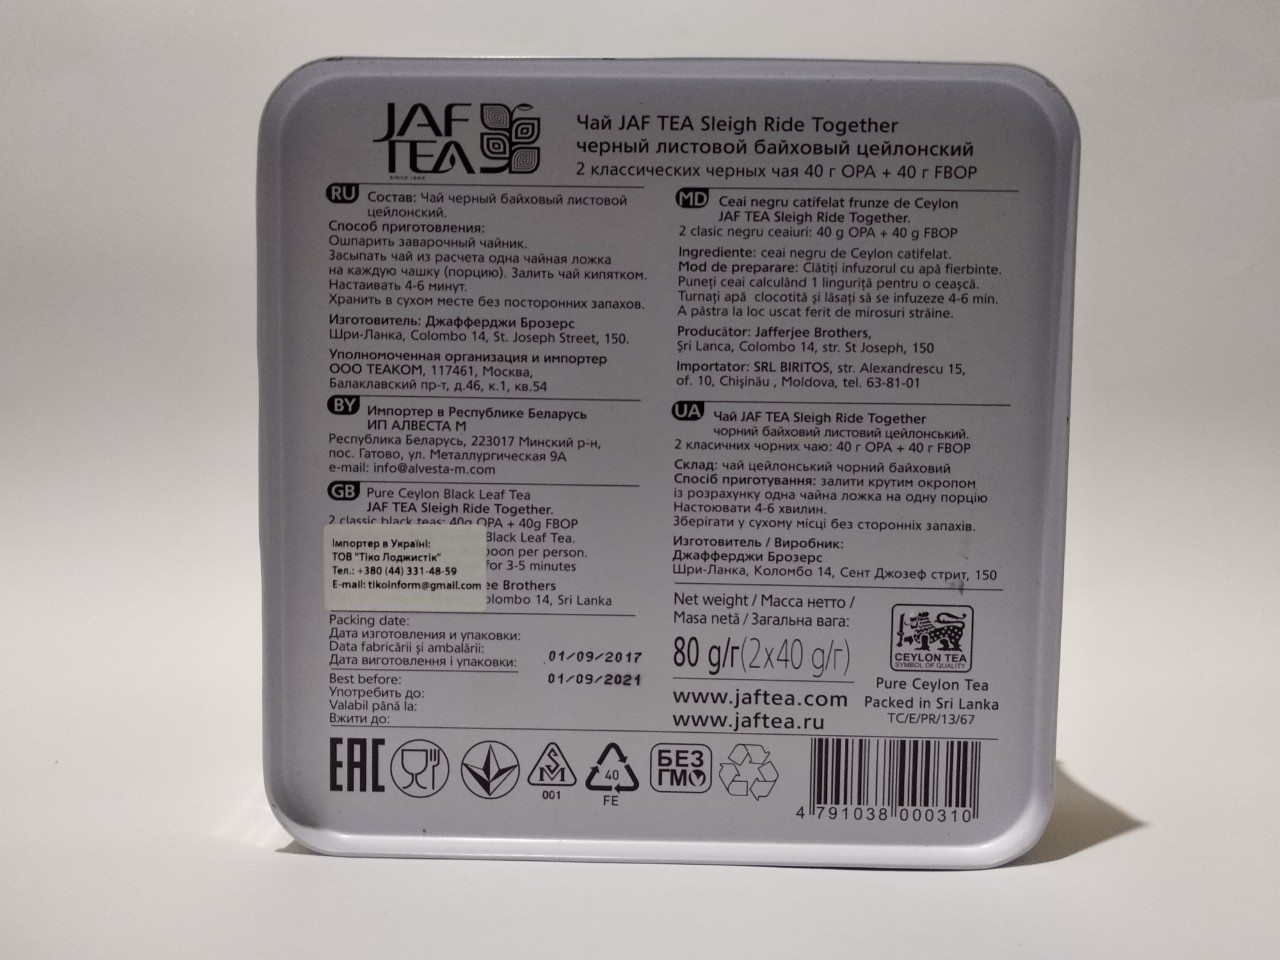 JAF
TEA
SINCE 1944
Чай JAF TEA Sleigh Ride Together
черный листовой байховый цейлонский
2 классических черных чая 40 г OPA + 40 г FBOP
RU Состав: Чай черный байховый листовой
цейлонский.
Способ приготовления:
Ошпарить заварочный чайник.
Засыпать чай из расчета одна чайная ложка
на каждую чашку (порцию). Залить чай кипятком.
Настаивать 4-6 минут.
Хранить в сухом месте без посторонних запахов.
Изготовитель: Джафферджи Брозерс
Шри-Ланка, Colombo 14, St. Joseph Street, 150.
Уполномоченная организация и импортер
ООО ТЕАКОМ, 117461, Москва,
Балаклавский пр-т, д.46, к.1, кв.54
BY Импортер в Республике Беларусь
ИП АЛВЕСТА М
Республика Беларусь, 223017 Минский р-н,
пос. Гатово, ул. Металлургическая 9А
e-mail: info@alvesta-m.com
GB Pure Ceylon Black Leaf Tea
JAF TEA Sleigh Ride Together.
2 classic black teas: 40g OPA + 40g FBOP
Black Leaf Tea.
poon per person.
for 3-5 minutes
ee Brothers
olombo 14, Sri Lanka
Імпортер в Україні:
ТОВ "Тіко Лоджистік"
Тел.: +380 (44) 331-48-59
E-mail: tikoinform@gmail.com
Packing date:
Дата изготовления и упаковки:
Data fabricării şi ambalării:
Дата виготовлення і упаковки:
01/09/2017
Best before:
01/09/2021
Употребить до:
Valabil până la:
Вжити до:
MD Ceai negru catifelat frunze de Ceylon
JAF TEA Sleigh Ride Together.
2 clasic negru ceaiuri: 40 g OPA + 40 g FBOP
Ingrediente: ceai negru de Ceylon catifelat.
Mod de preparare: Clătiţi infuzorul cu apă fierbinte.
Puneţi ceai calculând 1 linguriţă pentru o ceaşcă.
Turnaţi apă clocotită şi lăsaţi să se infuzeze 4-6 min.
A păstra la loc uscat ferit de mirosuri străine.
Producător: Jafferjee Brothers,
Şri Lanca, Colombo 14, str. St Joseph, 150
Importator: SRL BIRITOS, str. Alexandrescu 15,
of. 10, Chişinău , Moldova, tel. 63-81-01
UA Чай JAF TEA Sleigh Ride Together
чорний байховий листовий цейлонський.
2 класичних чорних чаю: 40 г OPA + 40 г FBOP
Склад: чай цейлонський чорний байховий
Спосіб приготування: залити крутим окропом
із розрахунку одна чайна ложка на одну порцію
Настоювати 4-6 хвилин.
Зберігати у сухому місці без сторонніх запахів.
Изготовитель / Виробник:
Джафферджи Брозерс
Шри-Ланка, Коломбо 14, Сент Джозеф стрит, 150
Net weight / Масса нетто /
Masa netă / Загальна вага:
80 g/г(2x40 g/г)
www.jaftea.com
www.jaftea.ru
CEYLON TEA
SYMBOL OF QUALITY
Pure Ceylon Tea
Packed in Sri Lanka
TC/E/PR/13/67
EAC
001
40
FE
БЕЗ
ГМО
4 791038 000310